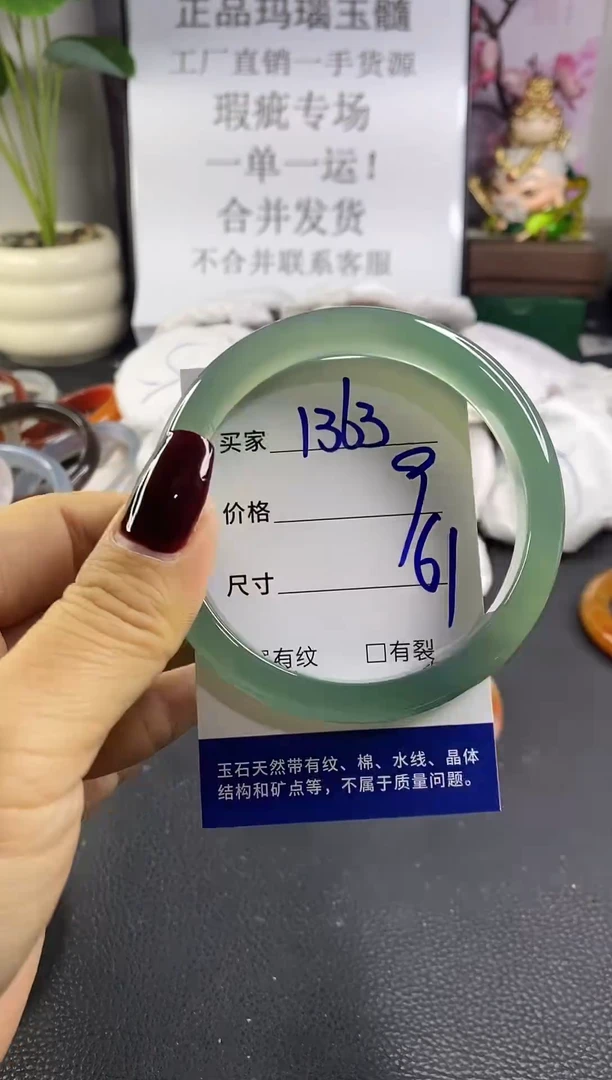 正品玛瑙玉髓
工厂直销一手货源
瑕疵专场
一单一运！
合并发货
不合并联系客服
买家 1363
价格 9
尺寸 61
有纹 □有裂
玉石天然带有纹、棉、水线、晶体
结构和矿点等，不属于质量问题。